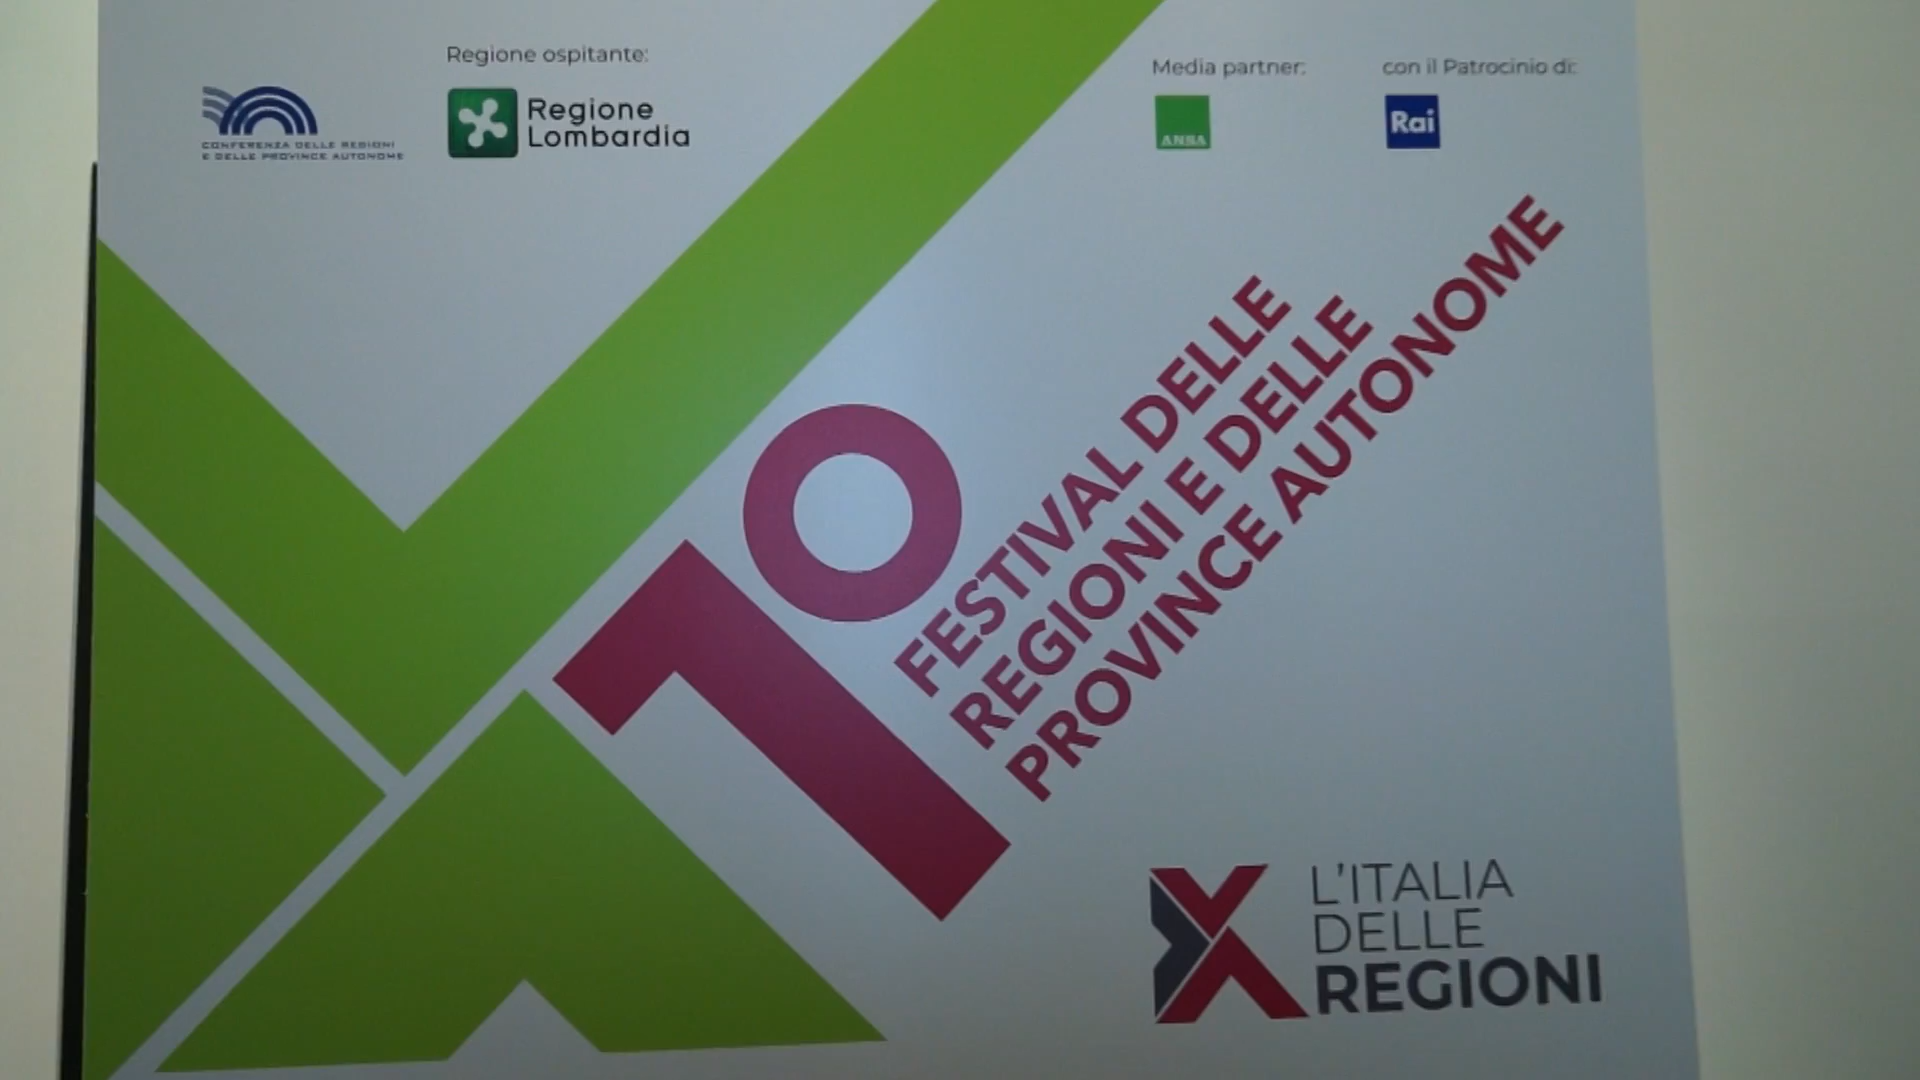 Regione ospitante:
CONFERENZA DELLE REGIONI
E DELLE PROVINCE AUTONOME
Regione
Lombardia
Media partner:
ANSA
con il Patrocinio di:
Rai
1°
FESTIVAL DELLE
REGIONI E DELLE
PROVINCE AUTONOME
L'ITALIA
DELLE
REGIONI